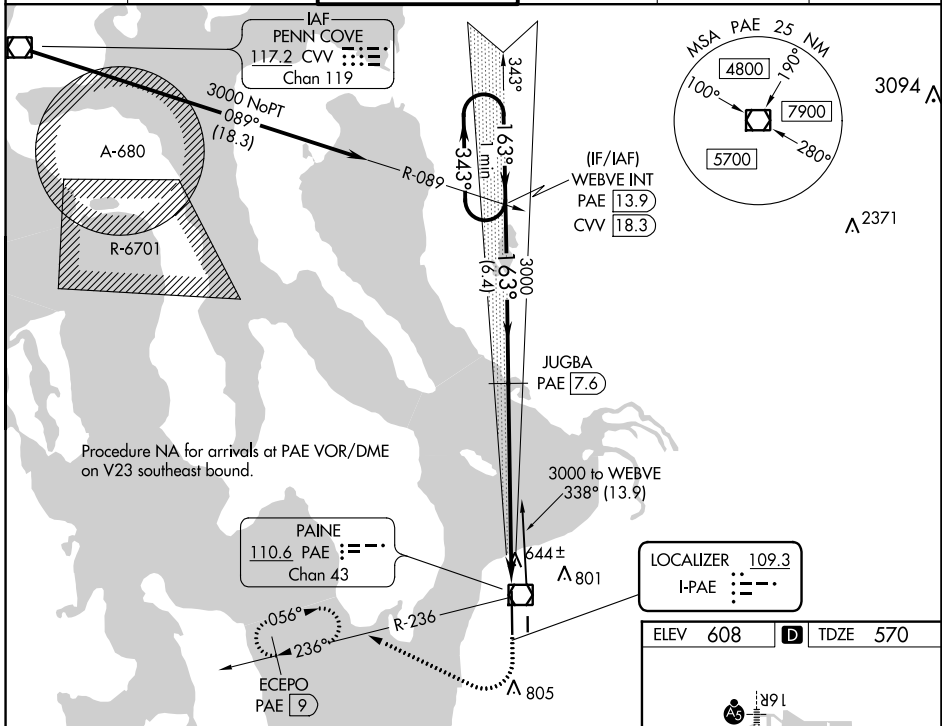 IAF
PENN COVE
117.2 CVV
Chan 119
3000 NoPT
089°
(18.3)
R-089
A-680
R-6701
343°
163°
1 min
343°
(IF/IAF)
WEBVE INT
PAE 13.9
CVV 18.3
MSA PAE 25 NM
4800
190°
100°
7900
5700
280°
3094
2371
3000
163°
(6.4)
JUGBA
PAE 7.6
Procedure NA for arrivals at PAE VOR/DME
on V23 southeast bound.
3000 to WEBVE
338° (13.9)
PAINE
110.6 PAE
Chan 43
644±
801
LOCALIZER 109.3
I-PAE
R-236
056°
236°
ECEPO
PAE 9
805
ELEV 608 D TDZE 570
A5
16R